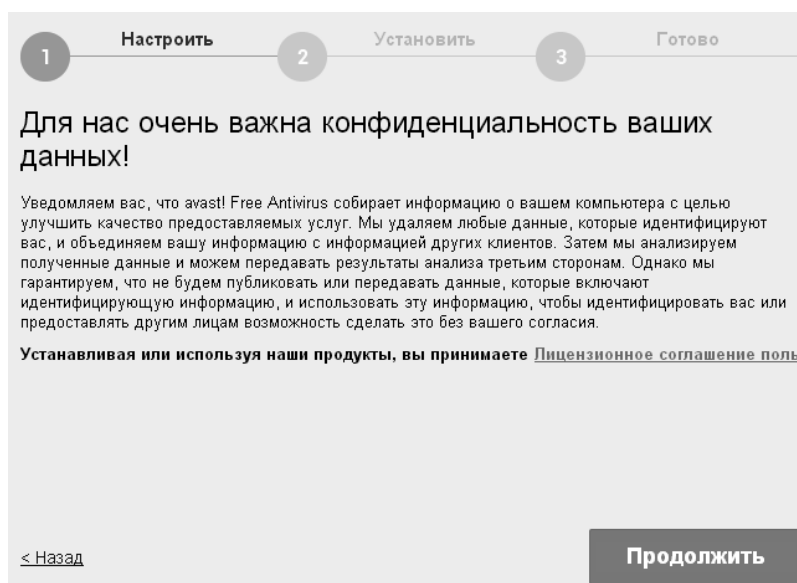 1 Настроить 2 Установить 3 Готово
Для нас очень важна конфиденциальность ваших
данных!
Уведомляем вас, что avast! Free Antivirus собирает информацию о вашем компьютера с целью
улучшить качество предоставляемых услуг. Мы удаляем любые данные, которые идентифицируют
вас, и объединяем вашу информацию с информацией других клиентов. Затем мы анализируем
полученные данные и можем передавать результаты анализа третьим сторонам. Однако мы
гарантируем, что не будем публиковать или передавать данные, которые включают
идентифицирующую информацию, и использовать эту информацию, чтобы идентифицировать вас или
предоставлять другим лицам возможность сделать это без вашего согласия.
Устанавливая или используя наши продукты, вы принимаете Лицензионное соглашение поль
< Назад
Продолжить